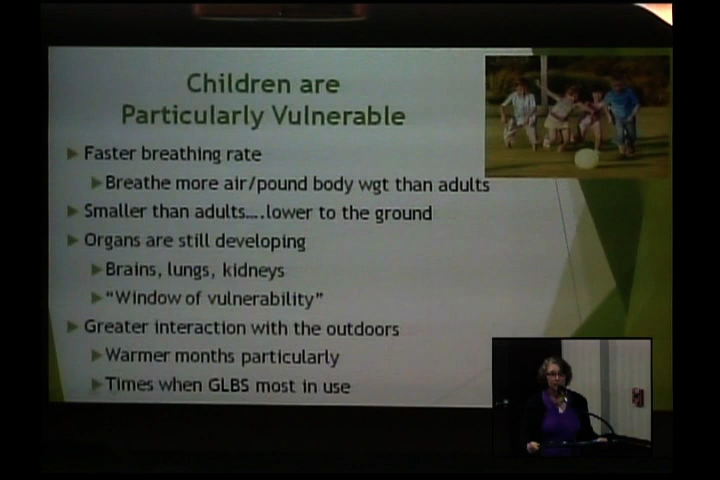 Children are
Particularly Vulnerable
Faster breathing rate
Breathe more air/pound body wgt than adults
Smaller than adults….lower to the ground
Organs are still developing
Brains, lungs, kidneys
“Window of vulnerability”
Greater interaction with the outdoors
Warmer months particularly
Times when GLBS most in use